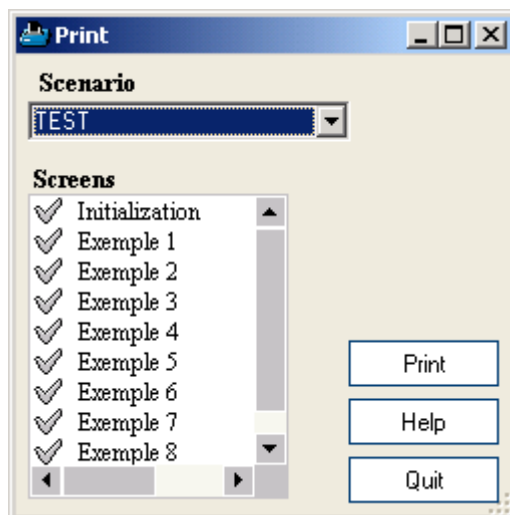 Print
Scenario
TEST
Screens
Initialization
Exemple 1
Exemple 2
Exemple 3
Exemple 4
Exemple 5
Exemple 6
Exemple 7
Exemple 8
Print
Help
Quit